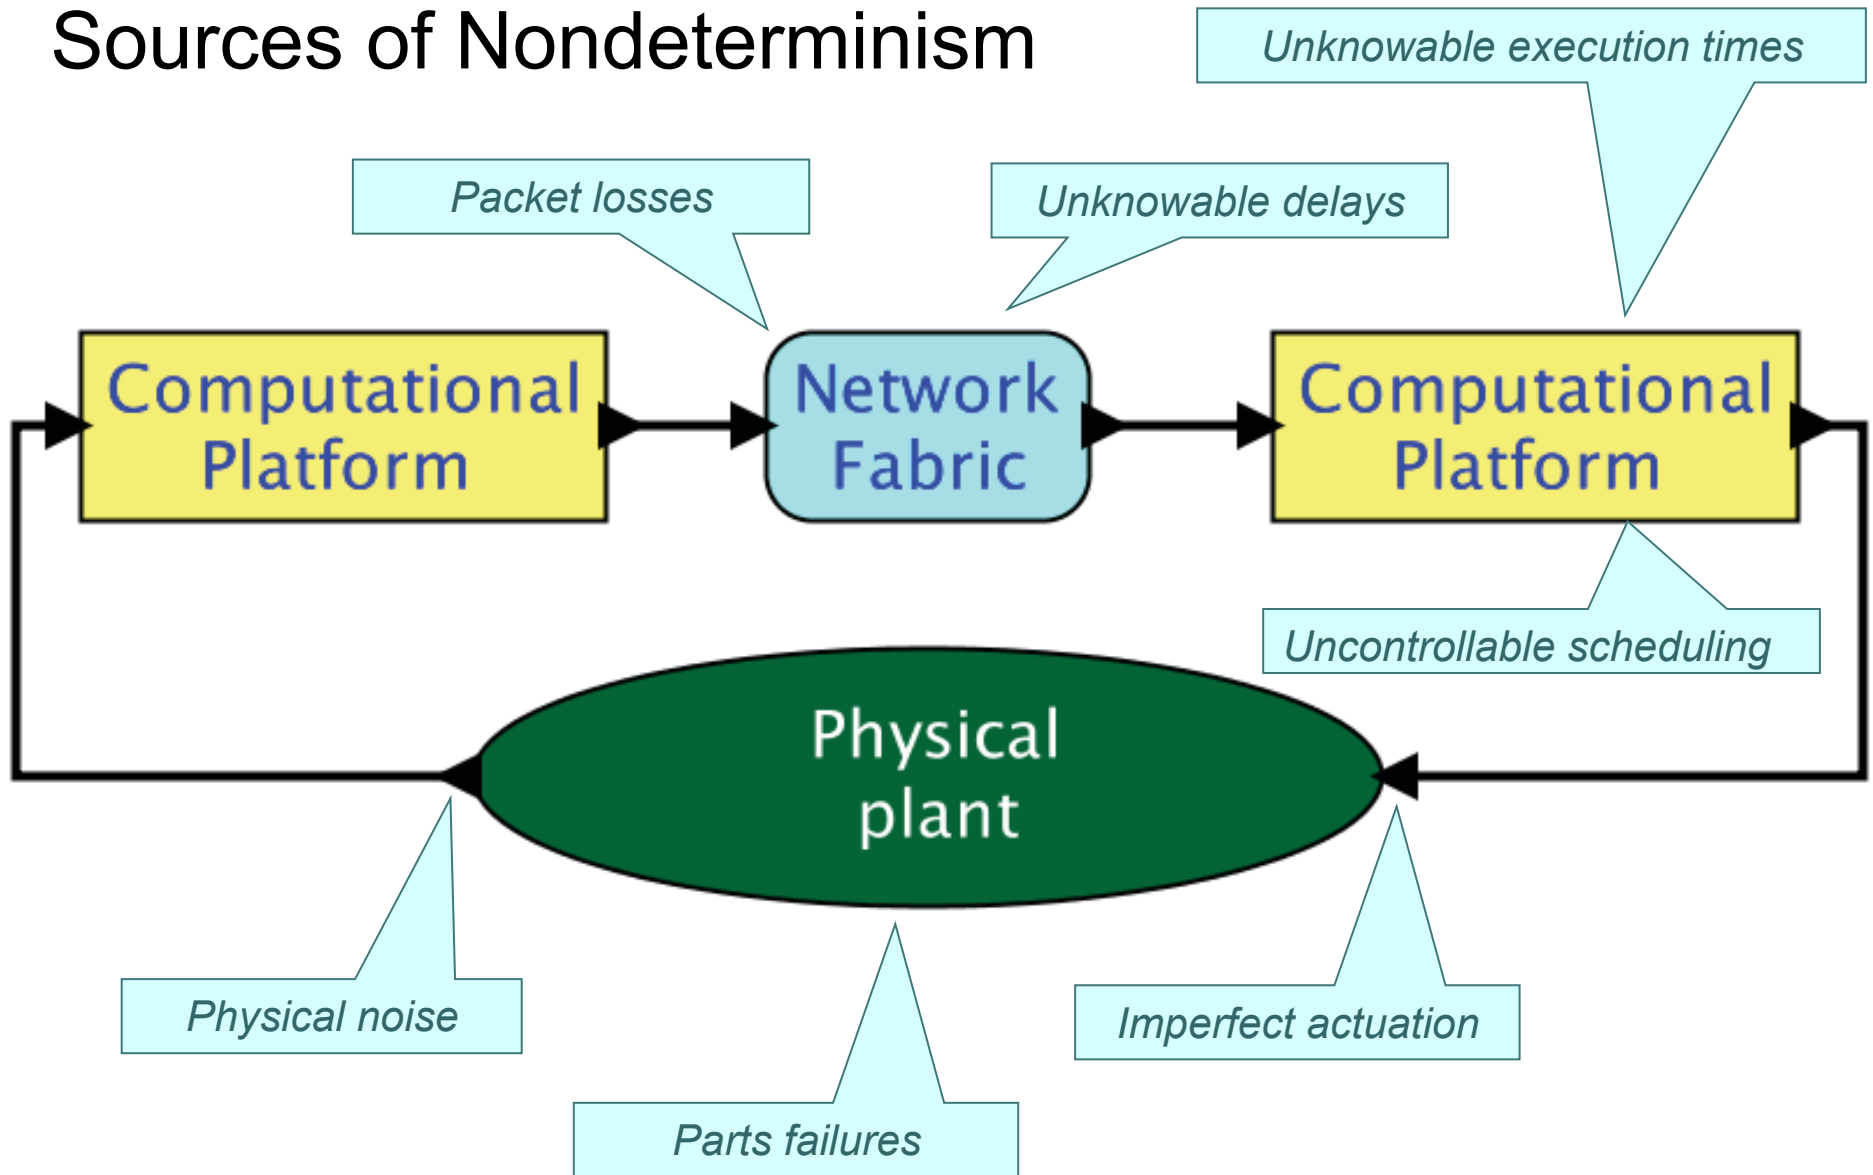 Sources of Nondeterminism
Unknowable execution times
Packet losses
Unknowable delays
Computational
Platform
Network
Fabric
Computational
Platform
Uncontrollable scheduling
Physical
plant
Physical noise
Imperfect actuation
Parts failures